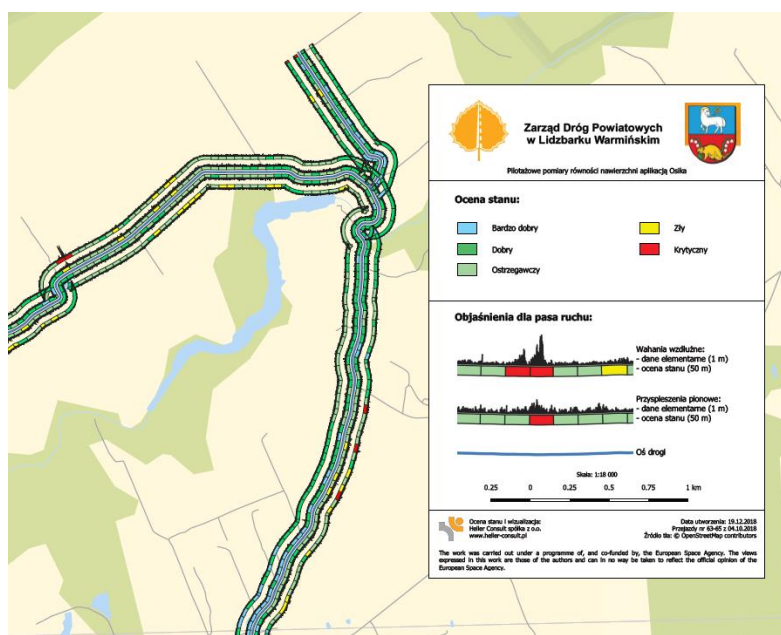 Zarząd Dróg Powiatowych
w Lidzbarku Warmińskim
Pilotażowe pomiary równości nawierzchni aplikacją Osika
Ocena stanu:
Bardzo dobry
Zły
Dobry
Krytyczny
Ostrzegawczy
Objaśnienia dla pasa ruchu:
Wahania wzdłużne:
- dane elementarne (1 m)
- ocena stanu (50 m)
Przyspieszenia pionowe:
- dane elementarne (1 m)
- ocena stanu (50 m)
Oś drogi
Skala: 1:18 000
0.25 0 0.25 0.5 0.75 1 km
Ocena stanu i wizualizacja:
Heller Consult spółka z o.o.
www.heller-consult.pl
Data utworzenia: 19.12.2018
Przejazdy nr 63-65 z 04.10.2018
Źródło tła: © OpenStreetMap contributors
The work was carried out under a programme of, and co-funded by, the European Space Agency. The views
expressed in this work are those of the authors and can in no way be taken to reflect the official opinion of the
European Space Agency.